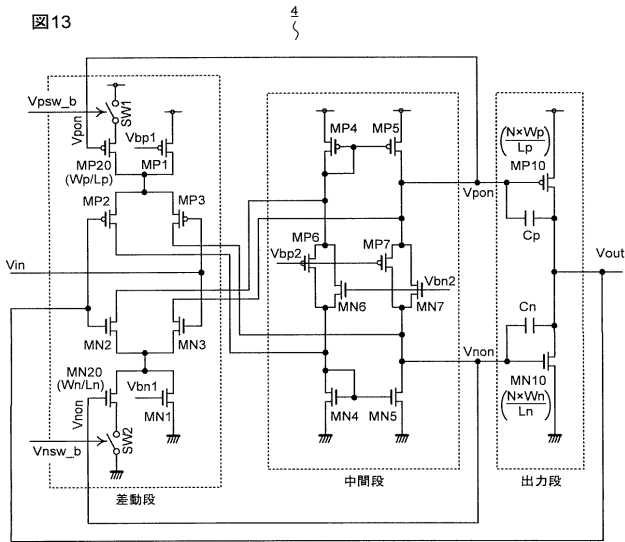 図13
4
Vpsw_b
SW1
Vpon
Vbp1
MP20
(Wp/Lp)
MP1
MP2
MP3
Vin
MN2
MN3
MN20
(Wn/Ln)
Vbn1
Vnon
MN1
Vnsw_b
SW2
差動段
MP4
MP5
MP6
MP7
Vbp2
Vbn2
MN6
MN7
MN4
MN5
中間段
Vpon
Vnon
(N×Wp/Lp)
MP10
Cp
Vout
Cn
MN10
(N×Wn/Ln)
出力段